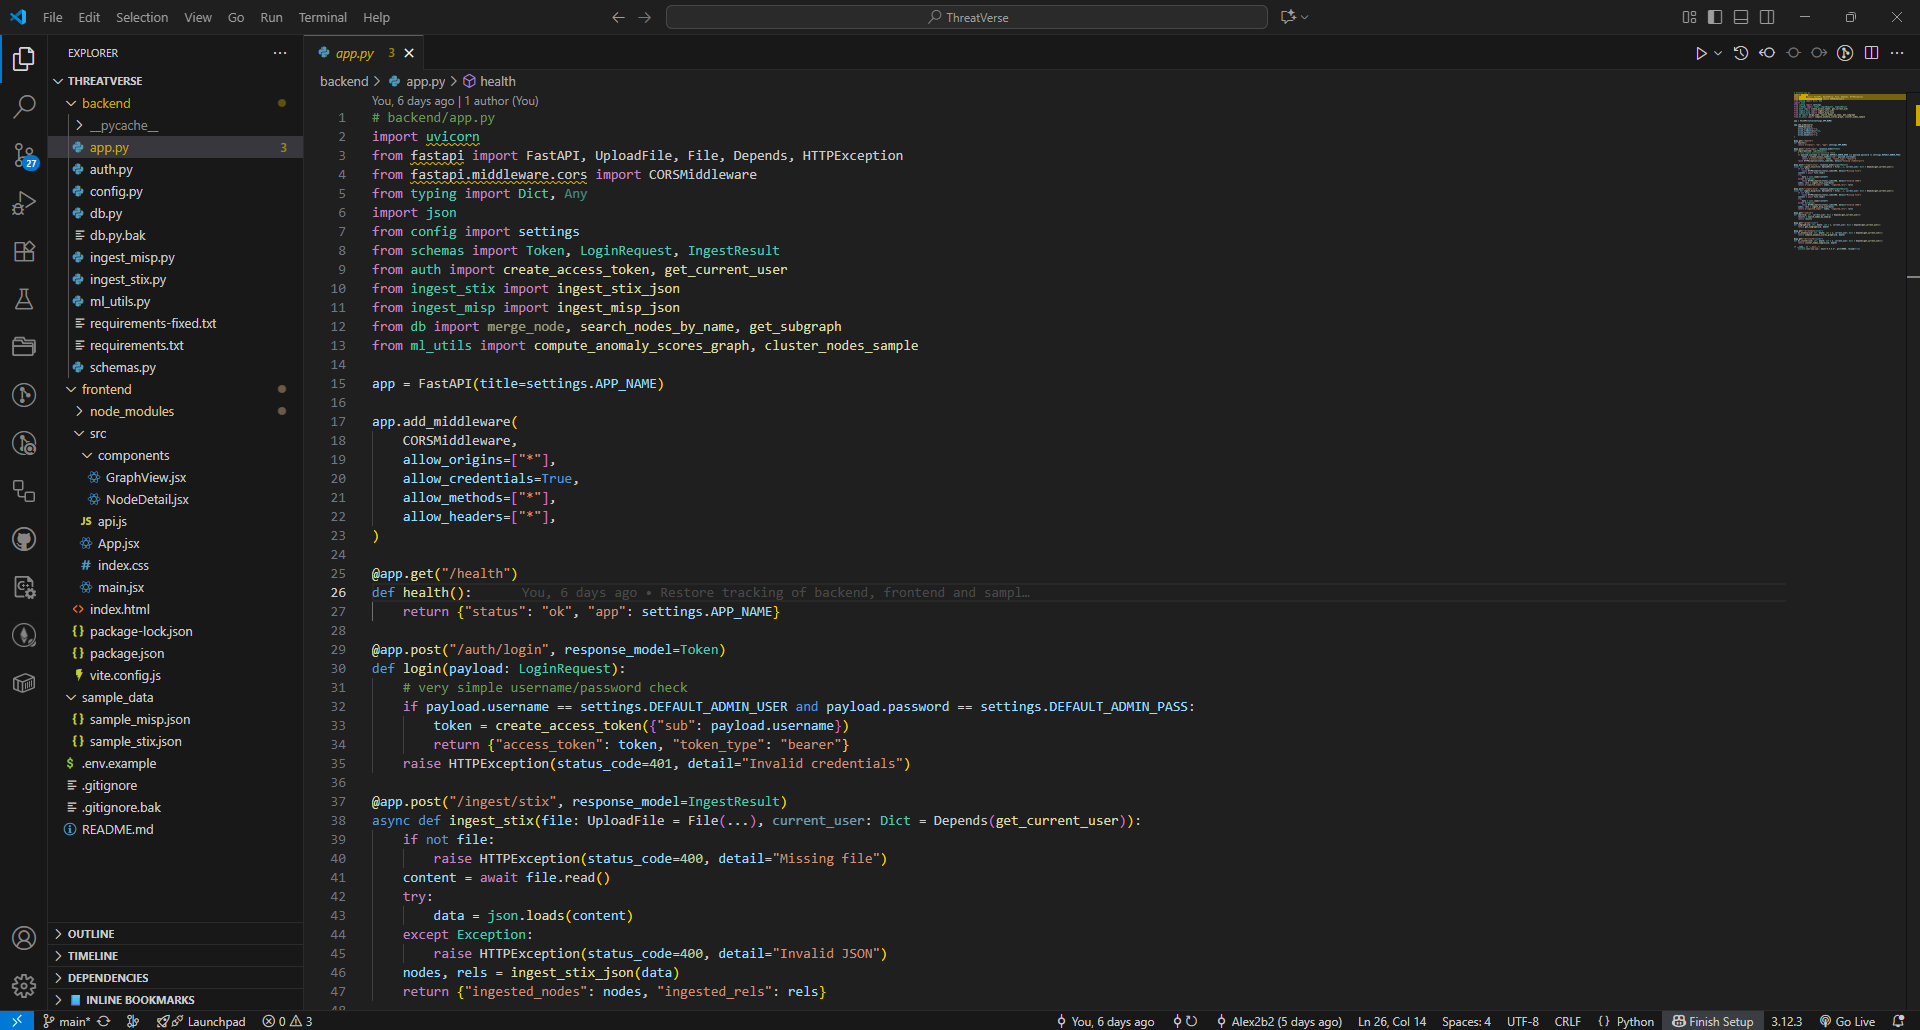 File Edit Selection View Go Run Terminal Help
ThreatVerse
EXPLORER
THREATVERSE
backend
__pycache__
app.py 3
auth.py
config.py
db.py
db.py.bak
ingest_misp.py
ingest_stix.py
ml_utils.py
requirements-fixed.txt
requirements.txt
schemas.py
frontend
node_modules
src
components
GraphView.jsx
NodeDetail.jsx
JS api.js
App.jsx
# index.css
main.jsx
<> index.html
{} package-lock.json
{} package.json
vite.config.js
sample_data
{} sample_misp.json
{} sample_stix.json
$ .env.example
.gitignore
.gitignore.bak
README.md
OUTLINE
TIMELINE
DEPENDENCIES
INLINE BOOKMARKS
27
app.py 3
backend > app.py > health
You, 6 days ago | 1 author (You)
1 # backend/app.py
2 import uvicorn
3 from fastapi import FastAPI, UploadFile, File, Depends, HTTPException
4 from fastapi.middleware.cors import CORSMiddleware
5 from typing import Dict, Any
6 import json
7 from config import settings
8 from schemas import Token, LoginRequest, IngestResult
9 from auth import create_access_token, get_current_user
10 from ingest_stix import ingest_stix_json
11 from ingest_misp import ingest_misp_json
12 from db import merge_node, search_nodes_by_name, get_subgraph
13 from ml_utils import compute_anomaly_scores_graph, cluster_nodes_sample
14
15 app = FastAPI(title=settings.APP_NAME)
16
17 app.add_middleware(
18     CORSMiddleware,
19     allow_origins=["*"],
20     allow_credentials=True,
21     allow_methods=["*"],
22     allow_headers=["*"],
23 )
24
25 @app.get("/health")
26 def health(): You, 6 days ago • Restore tracking of backend, frontend and sampl…
27     return {"status": "ok", "app": settings.APP_NAME}
28
29 @app.post("/auth/login", response_model=Token)
30 def login(payload: LoginRequest):
31     # very simple username/password check
32     if payload.username == settings.DEFAULT_ADMIN_USER and payload.password == settings.DEFAULT_ADMIN_PASS:
33         token = create_access_token({"sub": payload.username})
34         return {"access_token": token, "token_type": "bearer"}
35     raise HTTPException(status_code=401, detail="Invalid credentials")
36
37 @app.post("/ingest/stix", response_model=IngestResult)
38 async def ingest_stix(file: UploadFile = File(...), current_user: Dict = Depends(get_current_user)):
39     if not file:
40         raise HTTPException(status_code=400, detail="Missing file")
41     content = await file.read()
42     try:
43         data = json.loads(content)
44     except Exception:
45         raise HTTPException(status_code=400, detail="Invalid JSON")
46     nodes, rels = ingest_stix_json(data)
47     return {"ingested_nodes": nodes, "ingested_rels": rels}
main* Launchpad 0 3 You, 6 days ago Alex2b2 (5 days ago) Ln 26, Col 14 Spaces: 4 UTF-8 CRLF {} Python Finish Setup 3.12.3 Go Live